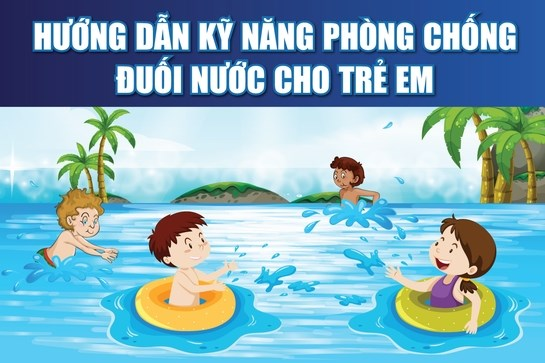 HƯỚNG DẪN KỸ NĂNG PHÒNG CHỐNG
ĐUỐI NƯỚC CHO TRẺ EM